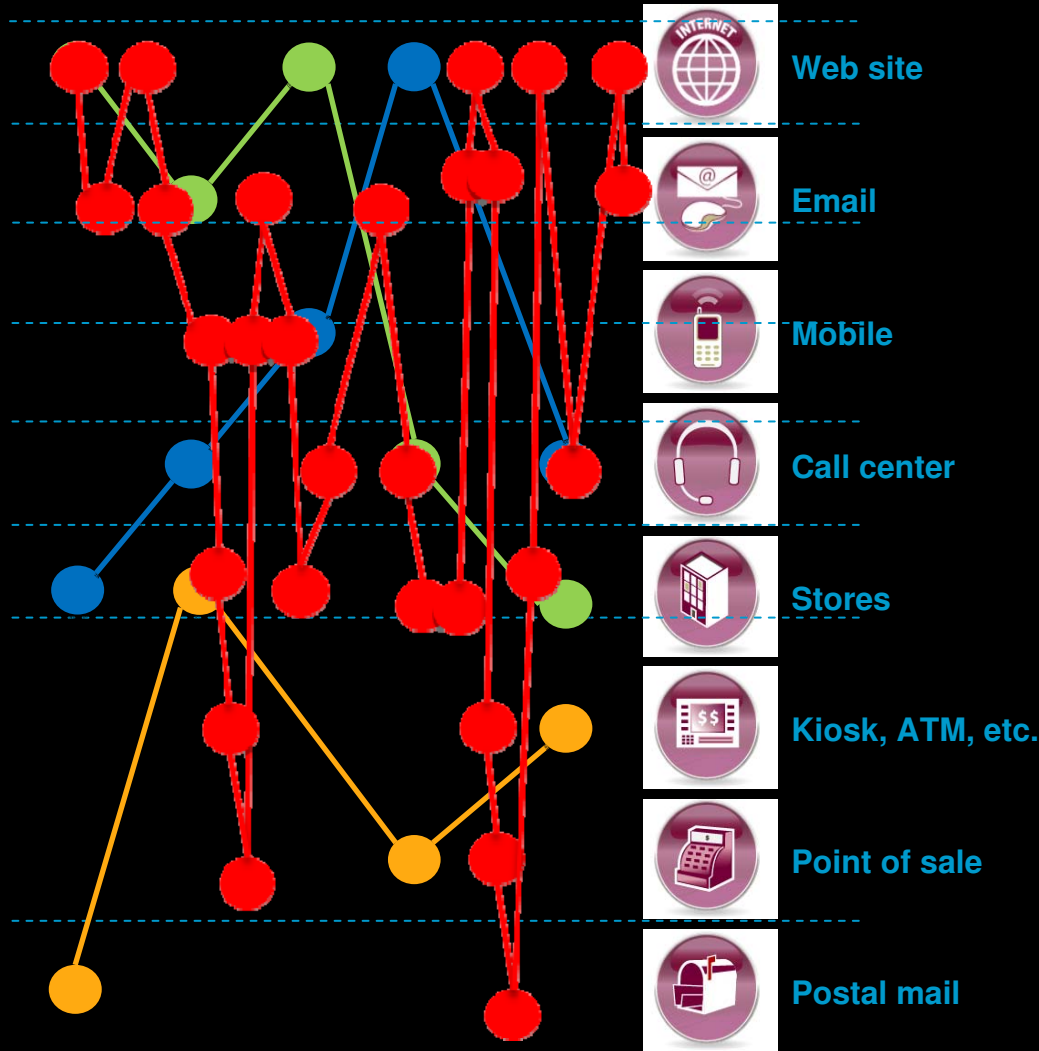 INTERNET
Web site
@
Email
Mobile
Call center
Stores
$$
Kiosk, ATM, etc.
$
Point of sale
Postal mail